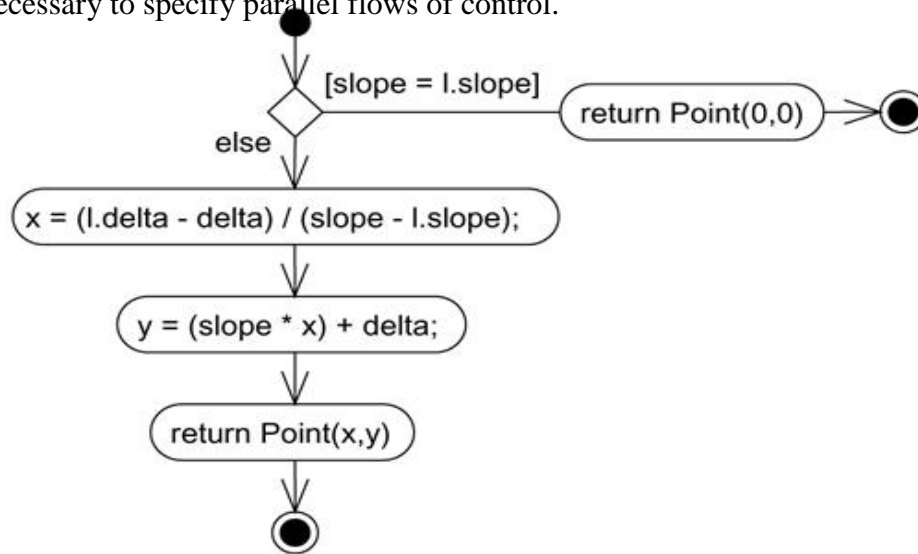 ecessary to specify parallel flows of control.
[slope = l.slope]
return Point(0,0)
else
x = (l.delta - delta) / (slope - l.slope);
y = (slope * x) + delta;
return Point(x,y)